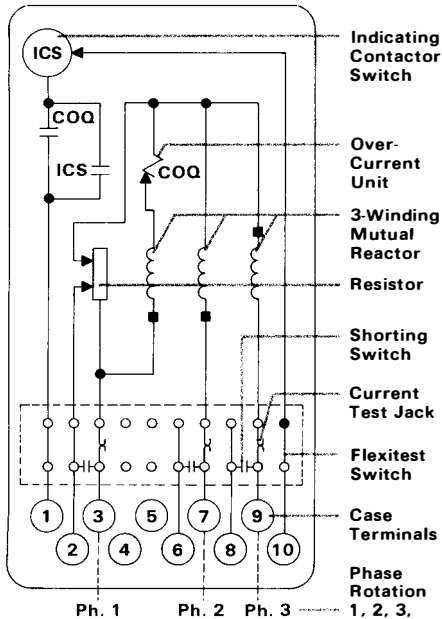 ICS
Indicating
Contactor
Switch
COQ
ICS
COQ
Over-
Current
Unit
3-Winding
Mutual
Reactor
Resistor
Shorting
Switch
Current
Test Jack
Flexitest
Switch
1
3
5
7
9
Case
Terminals
2
4
6
8
10
Phase
Rotation
1, 2, 3,
Ph. 1
Ph. 2
Ph. 3